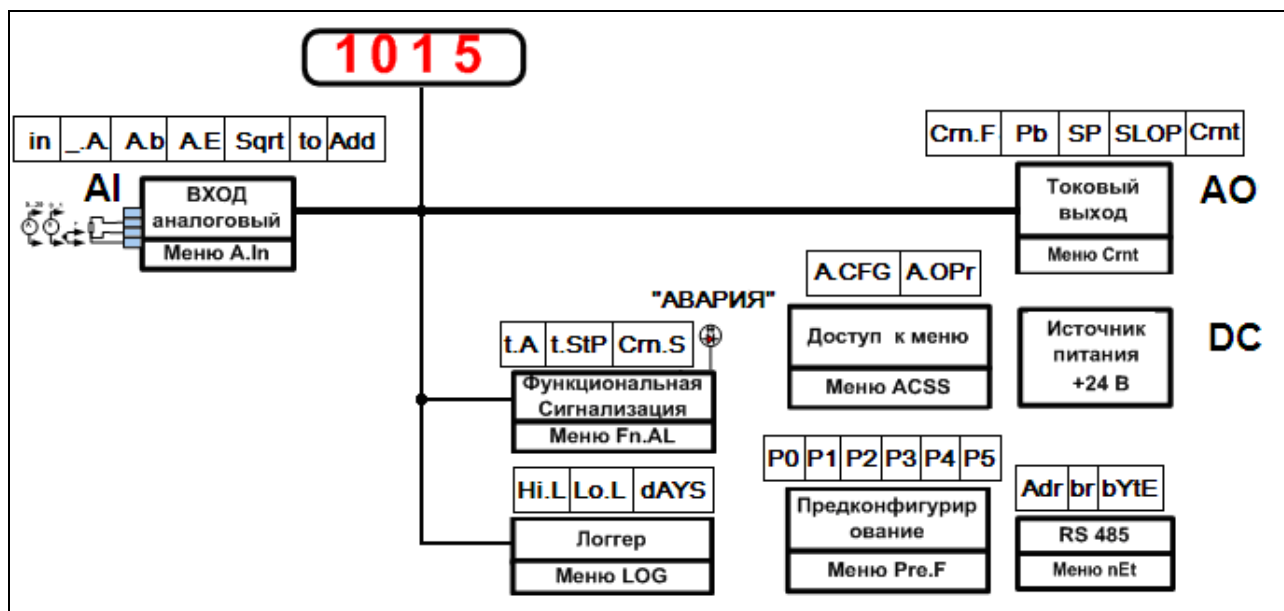 1015
in _.A A.b A.E Sqrt to Add
Crn.F Pb SP SLOP Crnt
AI
ВХОД
аналоговый
Меню A.In
Токовый
выход
Меню Crnt
AO
A.CFG A.OPr
"АВАРИЯ"
t.A t.StP Crn.S
Доступ к меню
Меню ACSS
Источник
питания
+24 В
DC
Функциональная
Сигнализация
Меню Fn.AL
P0 P1 P2 P3 P4 P5
Hi.L Lo.L dAYS
Adr br bYtE
Предконфигурир
ование
Меню Pre.F
Логгер
Меню LOG
RS 485
Меню nEt